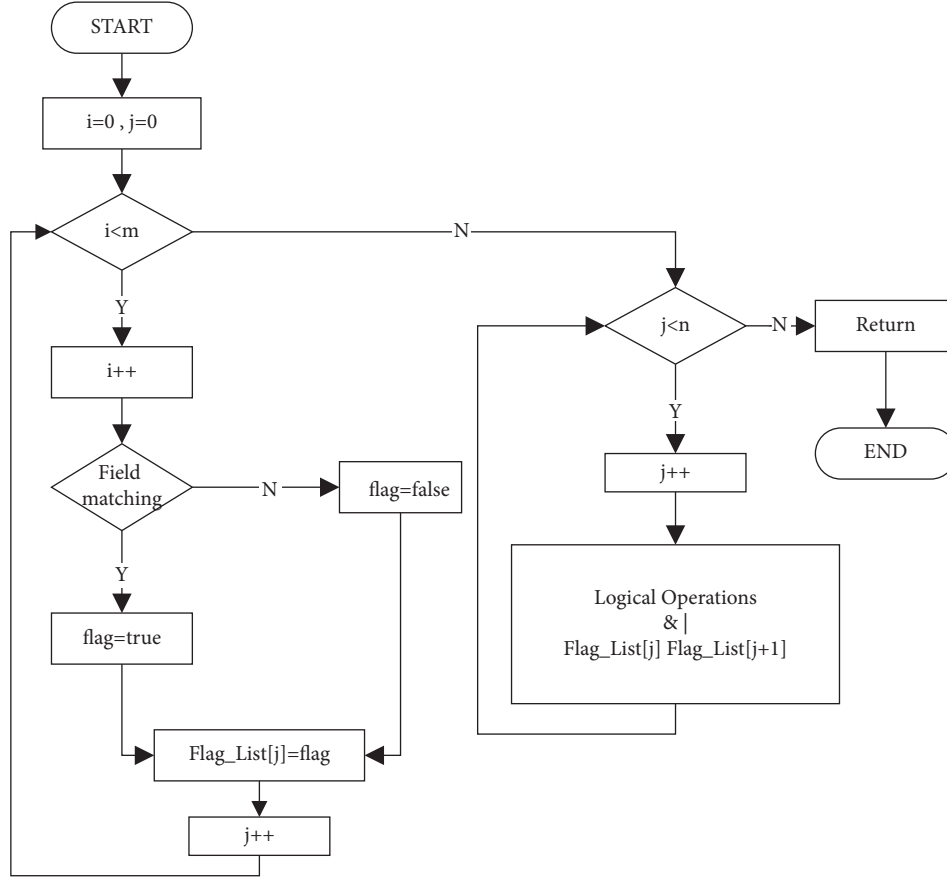 START
i=0 , j=0
i<m
N
Y
j<n
N
Return
i++
Y
Field
matching
N
flag=false
j++
END
Y
Logical Operations
& |
Flag_List[j] Flag_List[j+1]
flag=true
Flag_List[j]=flag
j++